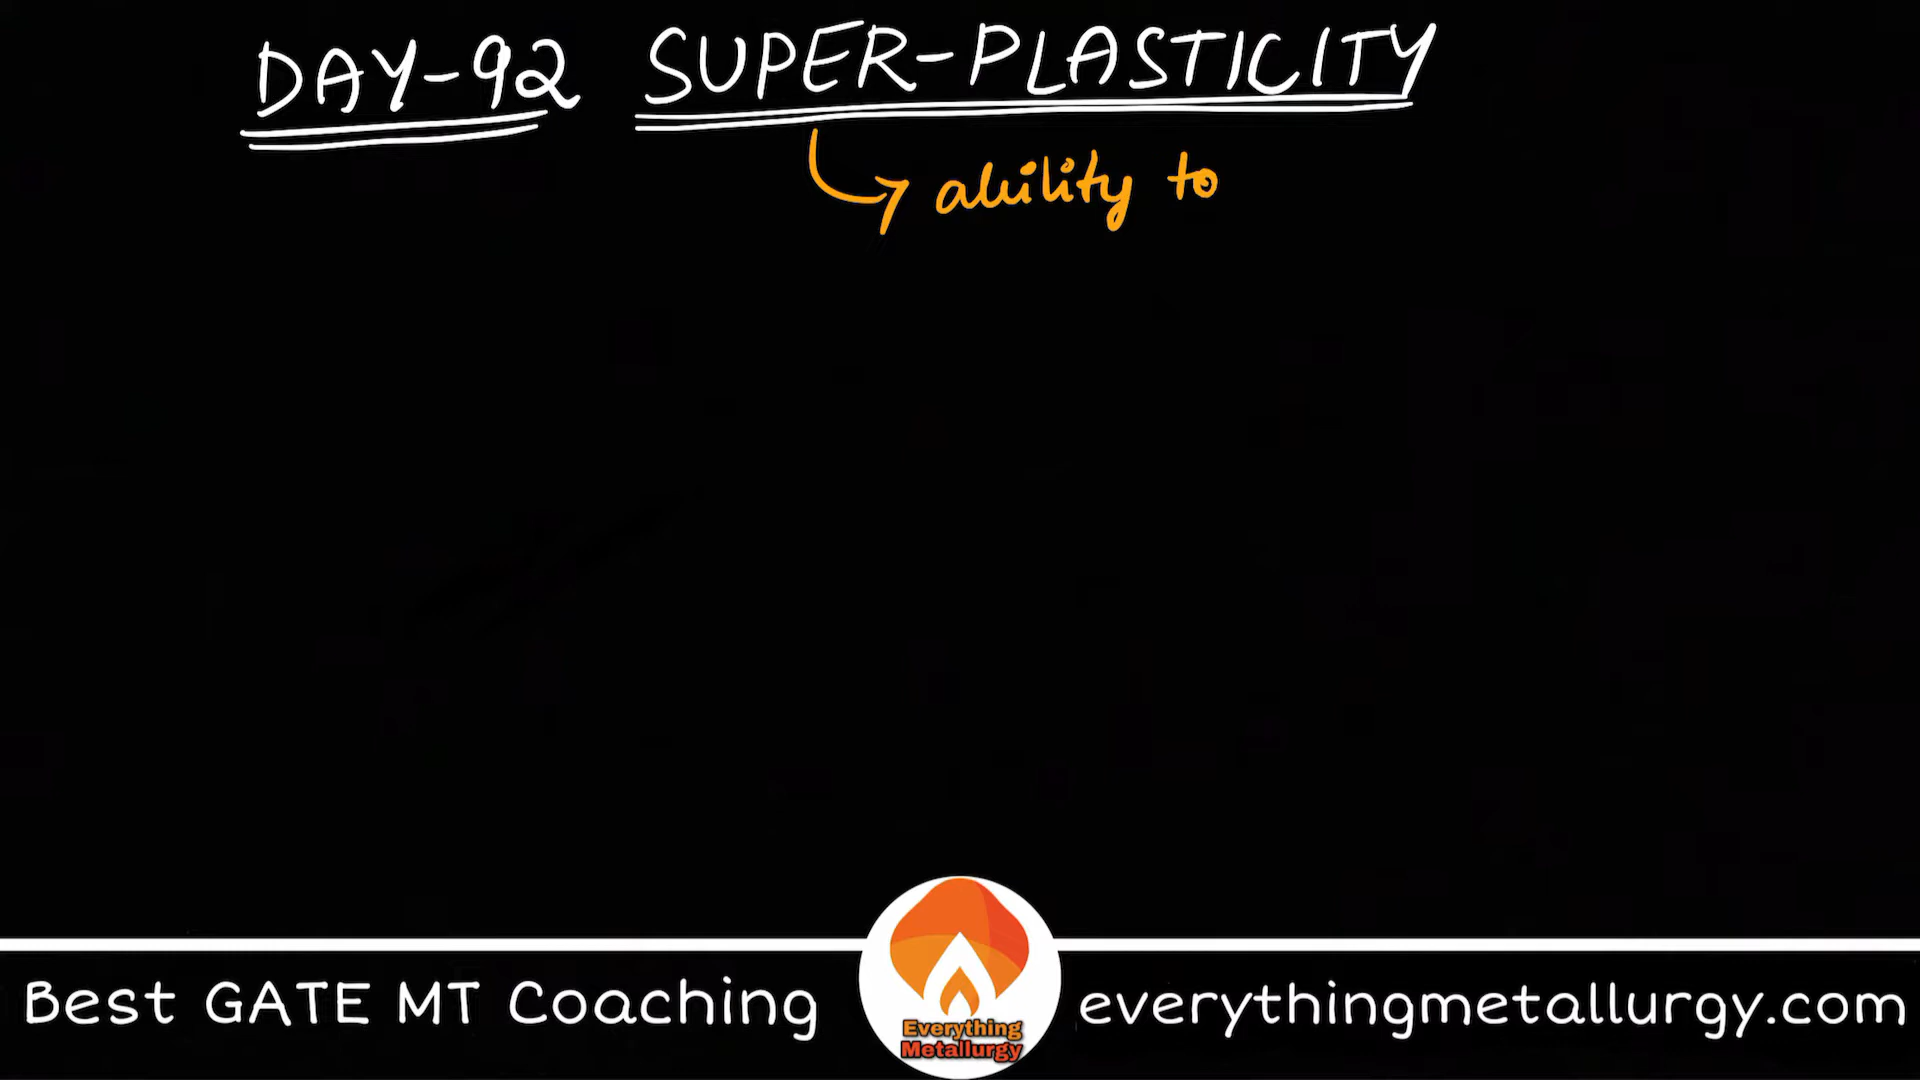 DAY-92 SUPER-PLASTICITY
ability to
Best GATE MT Coaching
Everything
Metallurgy
everythingmetallurgy.com